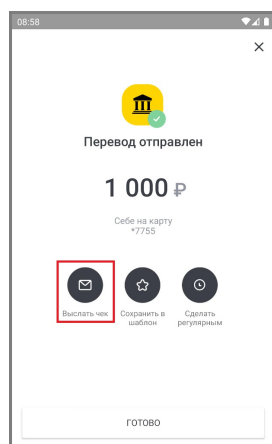 08:58
Перевод отправлен
1 000 ₽
Себе на карту
*7755
Выслать чек
Сохранить в
шаблон
Сделать
регулярным
ГОТОВО